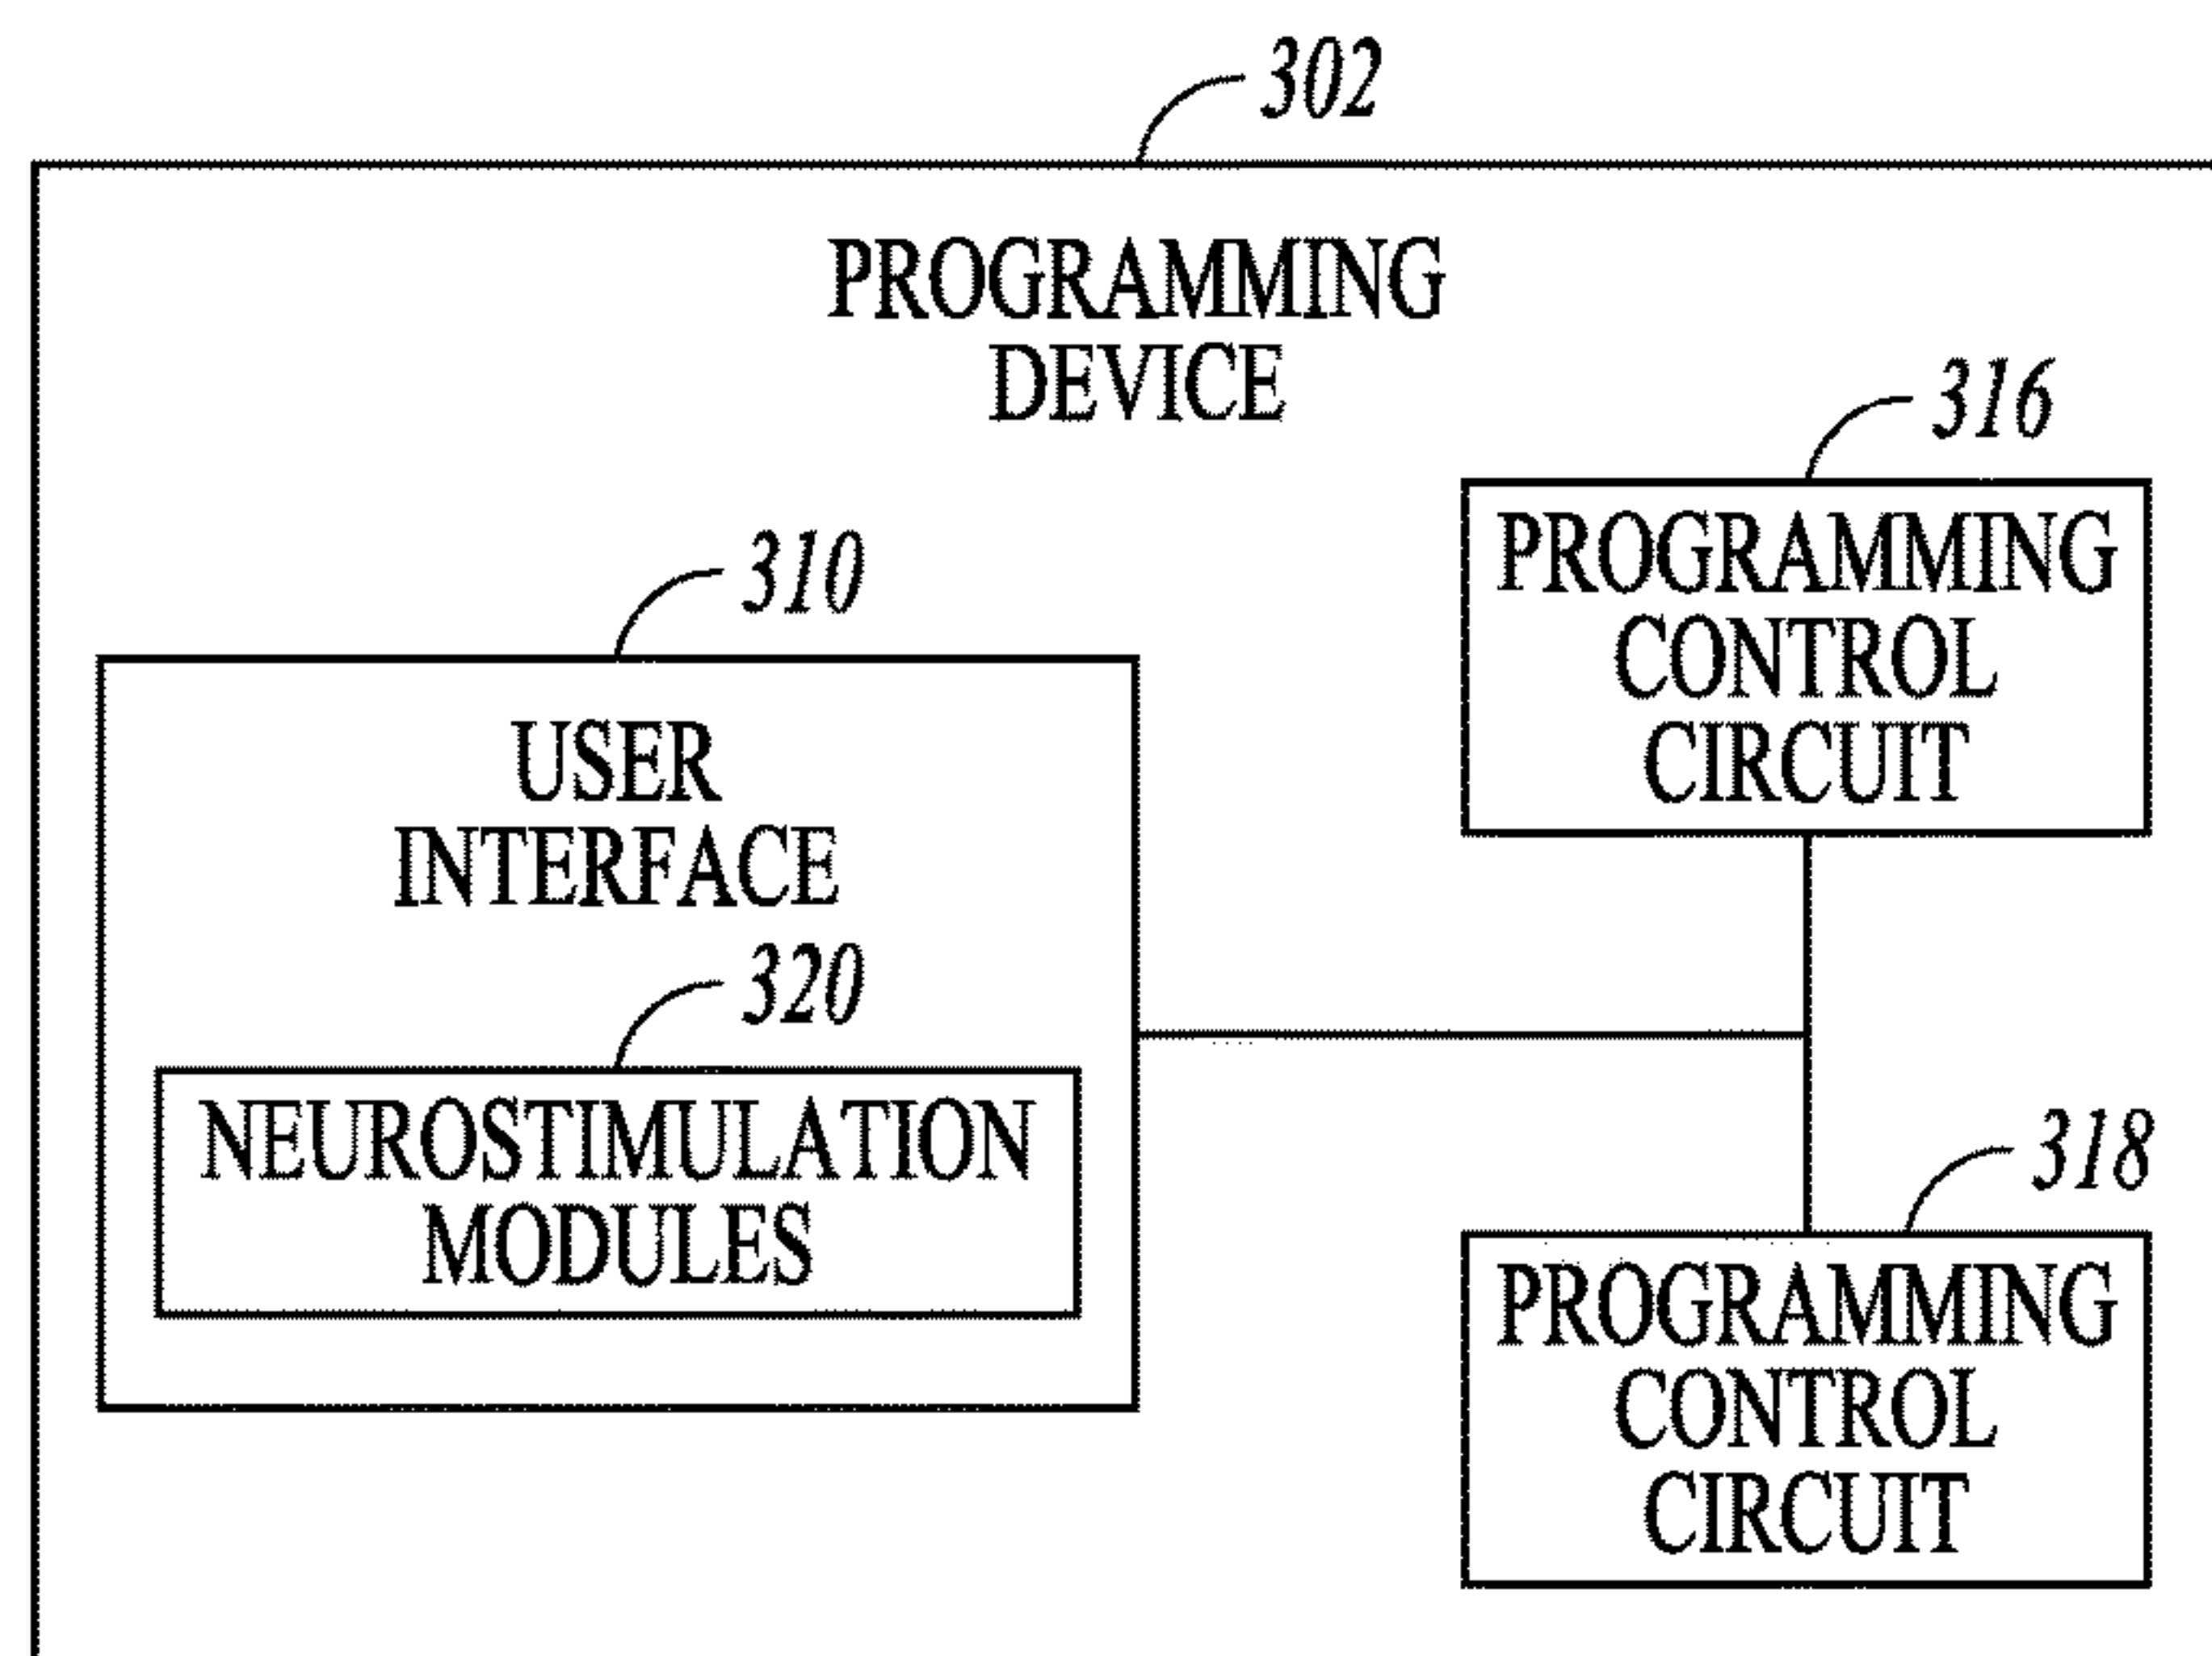 302
PROGRAMMING
DEVICE
316
PROGRAMMING
CONTROL
CIRCUIT
310
USER
INTERFACE
320
NEUROSTIMULATION
MODULES
318
PROGRAMMING
CONTROL
CIRCUIT